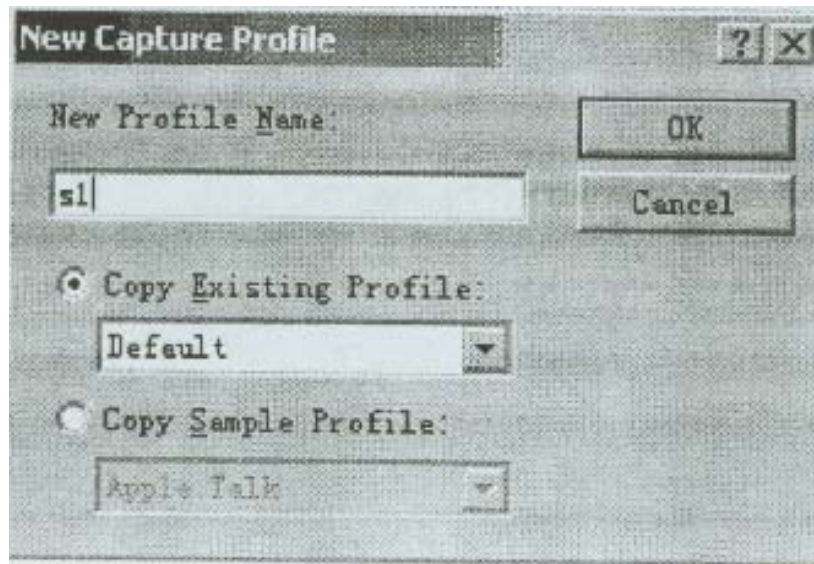 New Capture Profile
New Profile Name:
OK
s1
Cancel
Copy Existing Profile:
Default
Copy Sample Profile:
Apple Talk